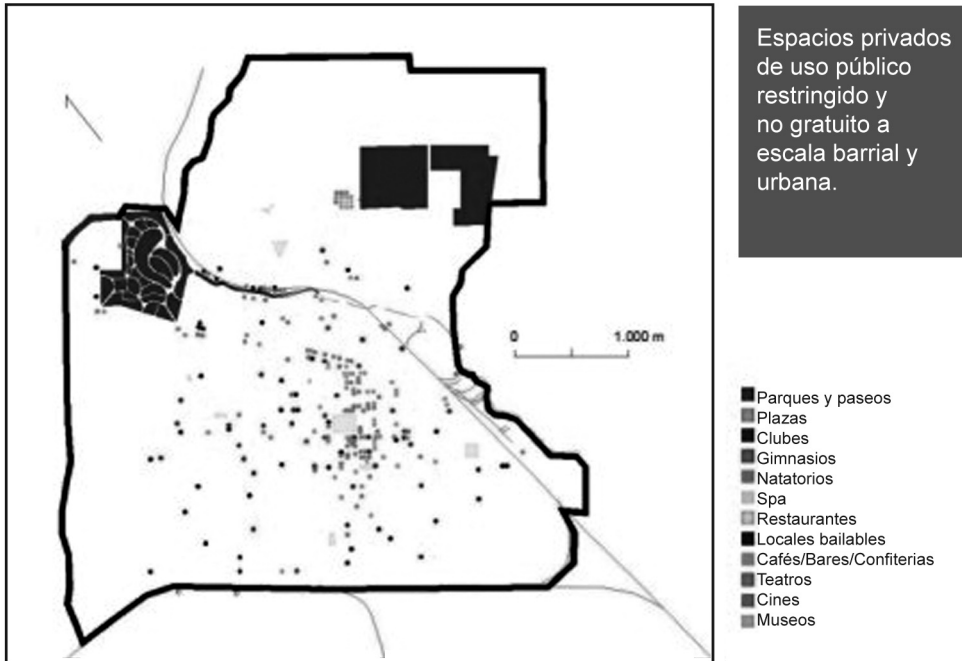 Espacios privados
de uso público
restringido y
no gratuito a
escala barrial y
urbana.
0 1.000 m
Parques y paseos
Plazas
Clubes
Gimnasios
Natatorios
Spa
Restaurantes
Locales bailables
Cafés/Bares/Confiterias
Teatros
Cines
Museos